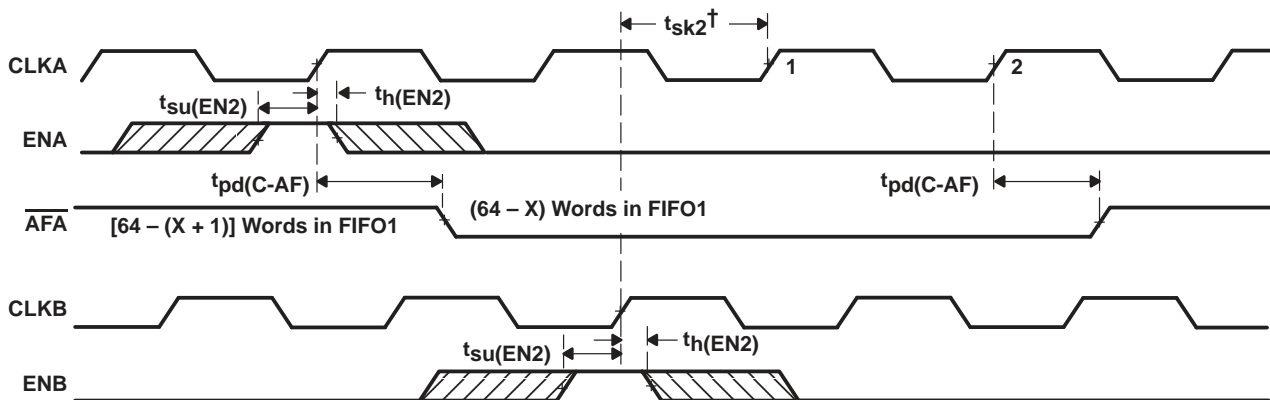 tsk2†
CLKA
1
2
tsu(EN2)
th(EN2)
ENA
tpd(C-AF)
tpd(C-AF)
AFA
[64 – (X + 1)] Words in FIFO1
(64 – X) Words in FIFO1
CLKB
tsu(EN2)
th(EN2)
ENB